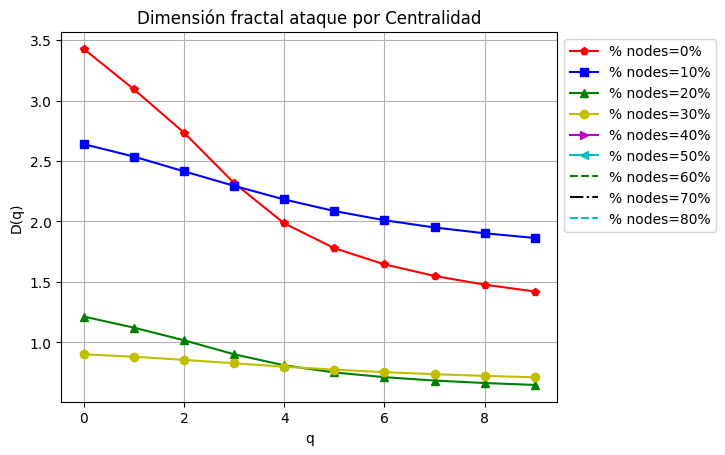 Dimensión fractal ataque por Centralidad
3.5
3.0
2.5
2.0
1.5
1.0
D(q)
0 2 4 6 8
q
% nodes=0%
% nodes=10%
% nodes=20%
% nodes=30%
% nodes=40%
% nodes=50%
% nodes=60%
% nodes=70%
% nodes=80%